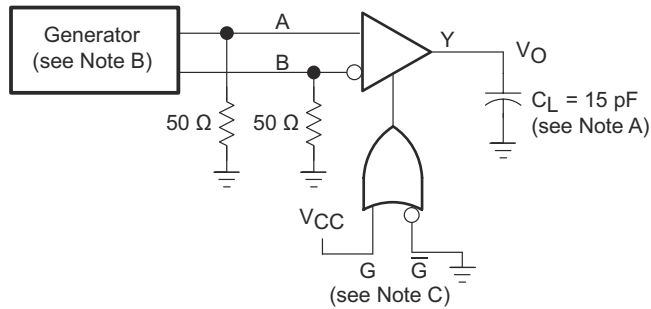 Generator
(see Note B)
A
B
Y
VO
50 Ω
50 Ω
CL = 15 pF
(see Note A)
VCC
G
G̅
(see Note C)